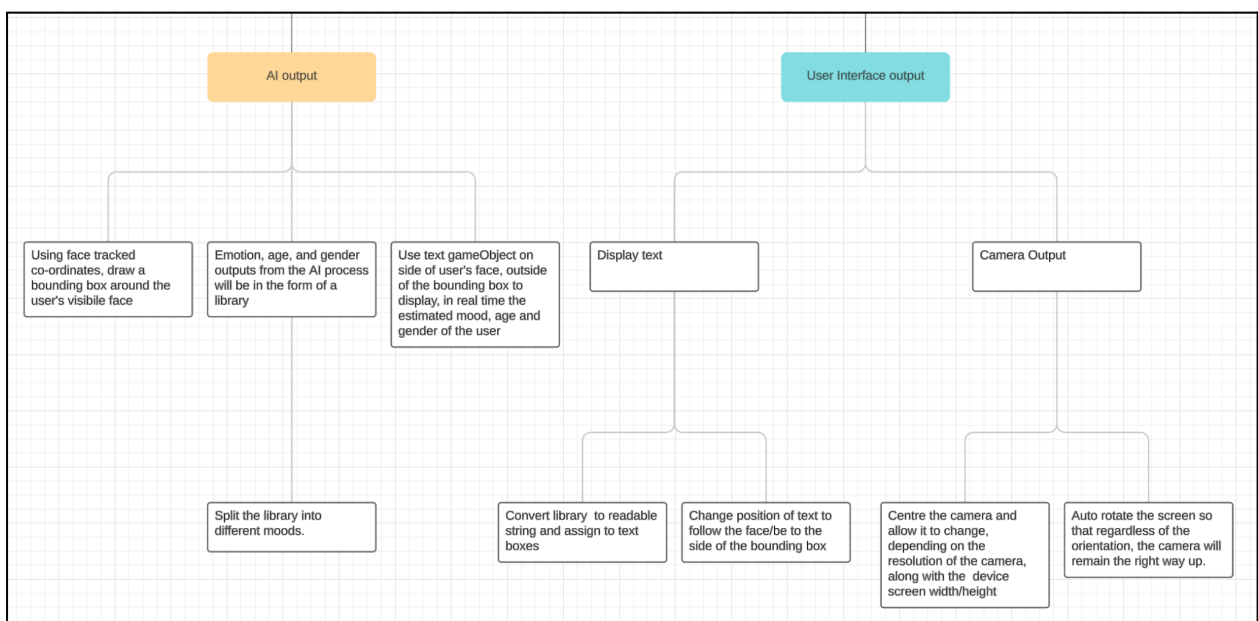 AI output
User Interface output
Using face tracked
co-ordinates, draw a
bounding box around the
user's visibile face
Emotion, age, and gender
outputs from the AI process
will be in the form of a
library
Use text gameObject on
side of user's face, outside
of the bounding box to
display, in real time the
estimated mood, age and
gender of the user
Display text
Camera Output
Split the library into
different moods.
Convert library to readable
string and assign to text
boxes
Change position of text to
follow the face/be to the
side of the bounding box
Centre the camera and
allow it to change,
depending on the
resolution of the camera,
along with the device
screen width/height
Auto rotate the screen so
that regardless of the
orientation, the camera will
remain the right way up.